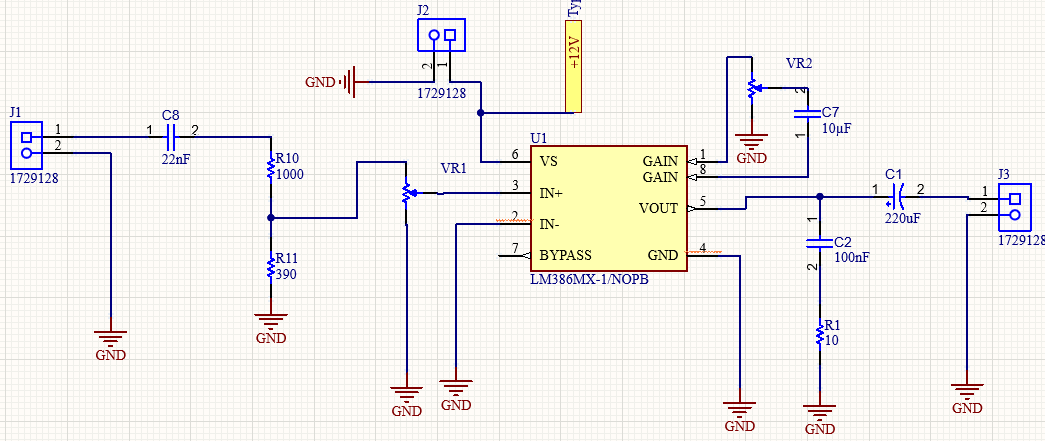 J2
+12V
GND
2
1
1729128
VR2
2
C7
10µF
1
GND
J1
1
2
1729128
C8
1
2
22nF
R10
1000
VR1
U1
6
VS
3
IN+
2
IN-
7
BYPASS
GAIN
1
GAIN
8
VOUT
5
GND
4
LM386MX-1/NOPB
C1
1
2
220uF
J3
1
2
1729128
1
C2
100nF
2
R11
390
R1
10
GND
GND
GND
GND
GND
GND
GND